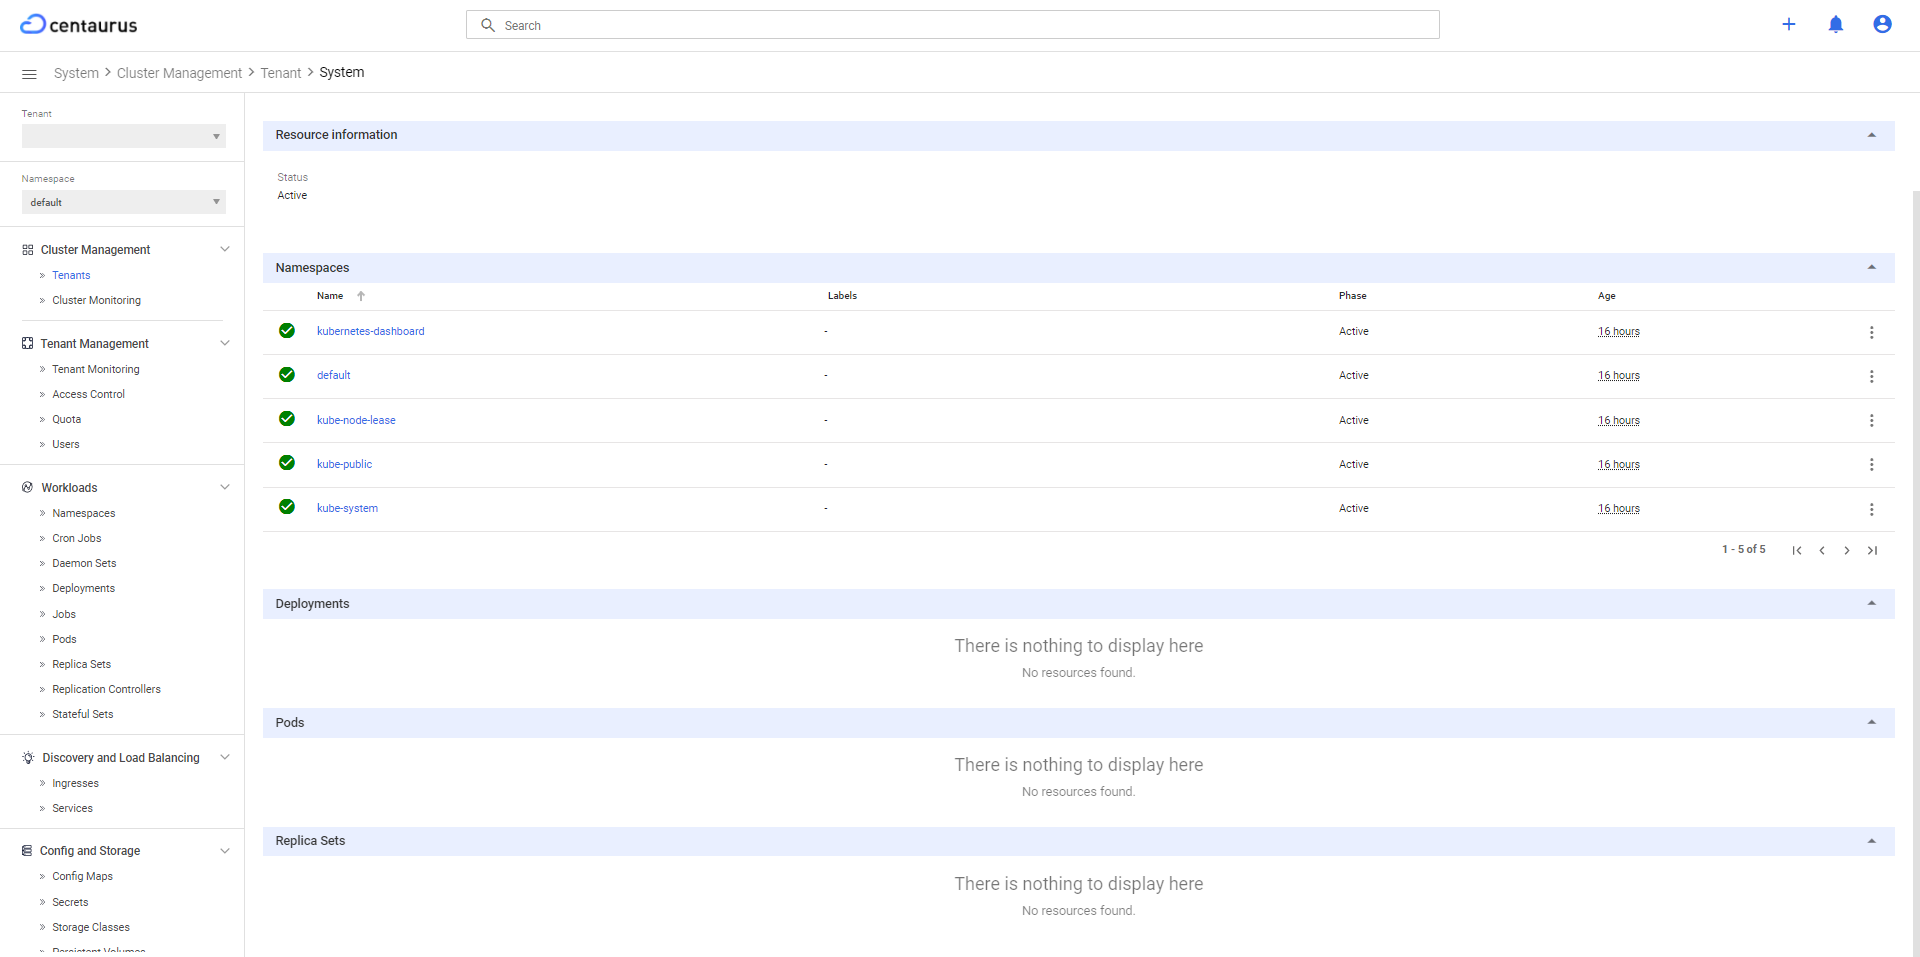 centaurus
Search
System > Cluster Management > Tenant > System
Tenant
Namespace
default
Cluster Management
» Tenants
» Cluster Monitoring
Tenant Management
» Tenant Monitoring
» Access Control
» Quota
» Users
Workloads
» Namespaces
» Cron Jobs
» Daemon Sets
» Deployments
» Jobs
» Pods
» Replica Sets
» Replication Controllers
» Stateful Sets
Discovery and Load Balancing
» Ingresses
» Services
Config and Storage
» Config Maps
» Secrets
» Storage Classes
» Persistent Volumes
Resource information
Status
Active
Namespaces
Name Labels Phase Age
kubernetes-dashboard - Active 16 hours
default - Active 16 hours
kube-node-lease - Active 16 hours
kube-public - Active 16 hours
kube-system - Active 16 hours
1 - 5 of 5
Deployments
There is nothing to display here
No resources found.
Pods
There is nothing to display here
No resources found.
Replica Sets
There is nothing to display here
No resources found.